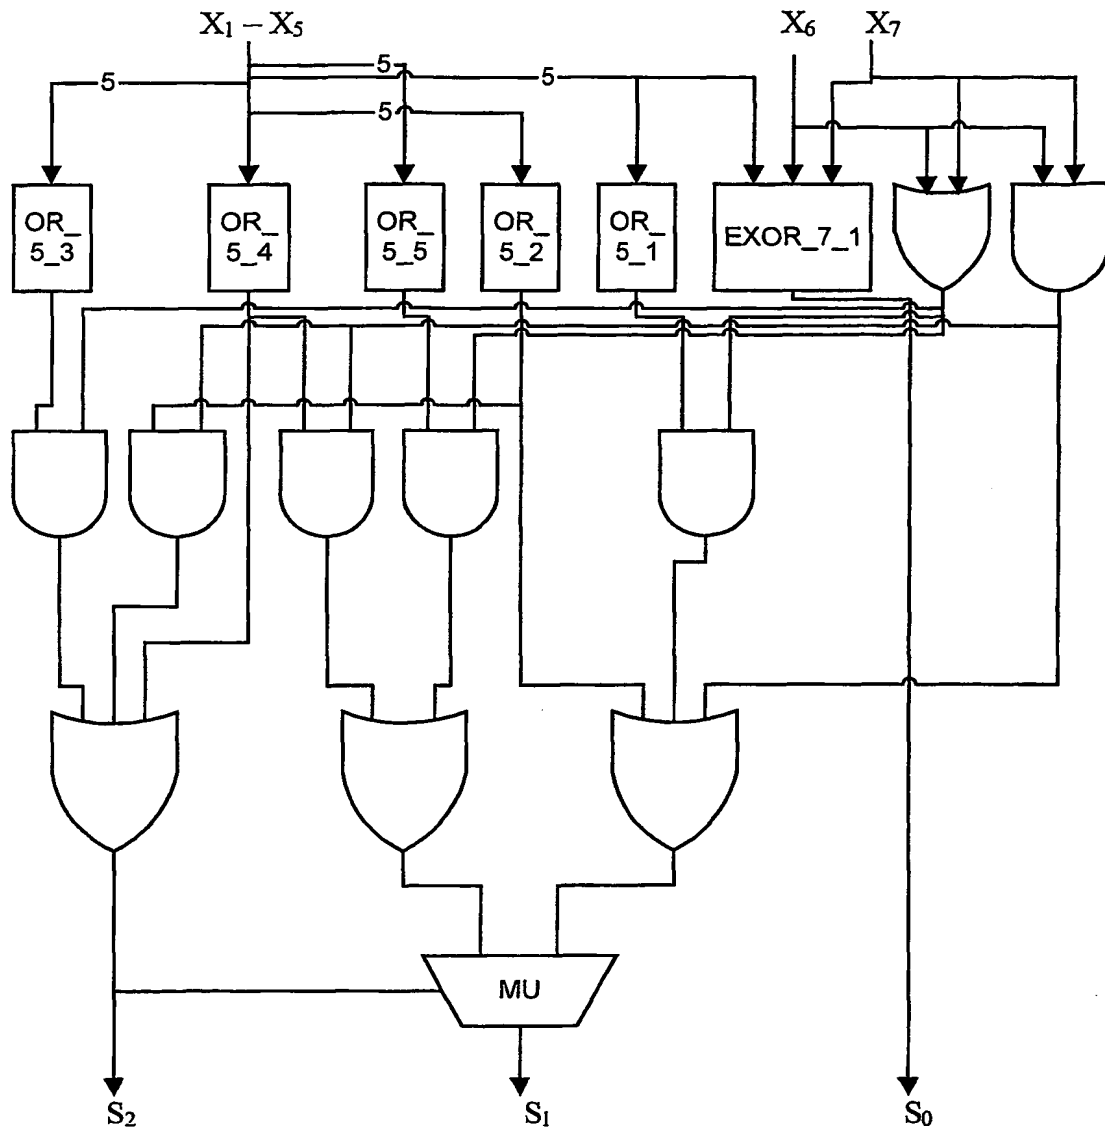 X₁ – X₅
X₆
X₇
5
5
5
5
OR_
5_3
OR_
5_4
OR_
5_5
OR_
5_2
OR_
5_1
EXOR_7_1
MU
S₂
S₁
S₀